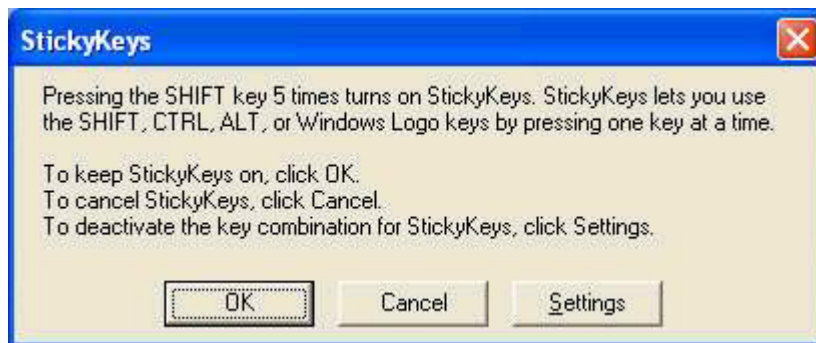 StickyKeys
Pressing the SHIFT key 5 times turns on StickyKeys. StickyKeys lets you use
the SHIFT, CTRL, ALT, or Windows Logo keys by pressing one key at a time.
To keep StickyKeys on, click OK.
To cancel StickyKeys, click Cancel.
To deactivate the key combination for StickyKeys, click Settings.
OK Cancel Settings